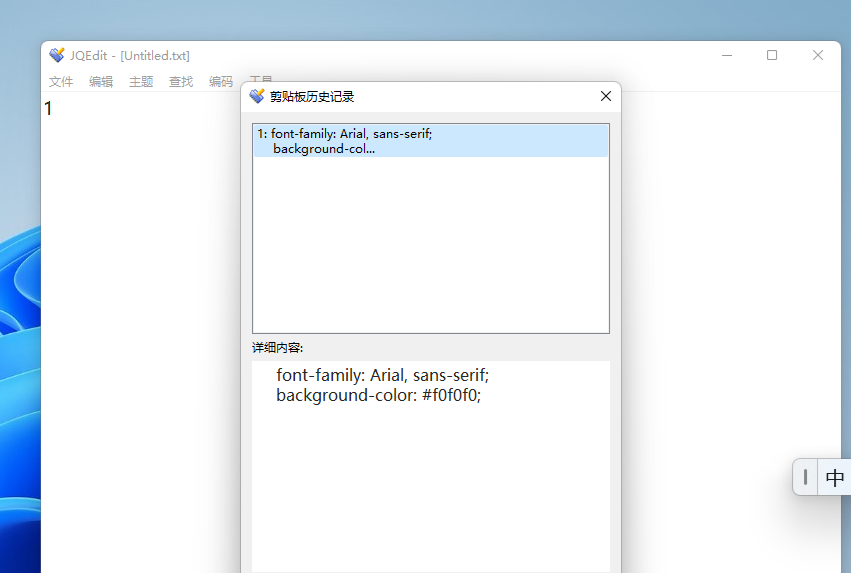 JQEdit - [Untitled.txt]
文件 编辑 主题 查找 编码 工具
1
剪贴板历史记录
1: font-family: Arial, sans-serif;
background-col...
详细内容:
font-family: Arial, sans-serif;
background-color: #f0f0f0;
中